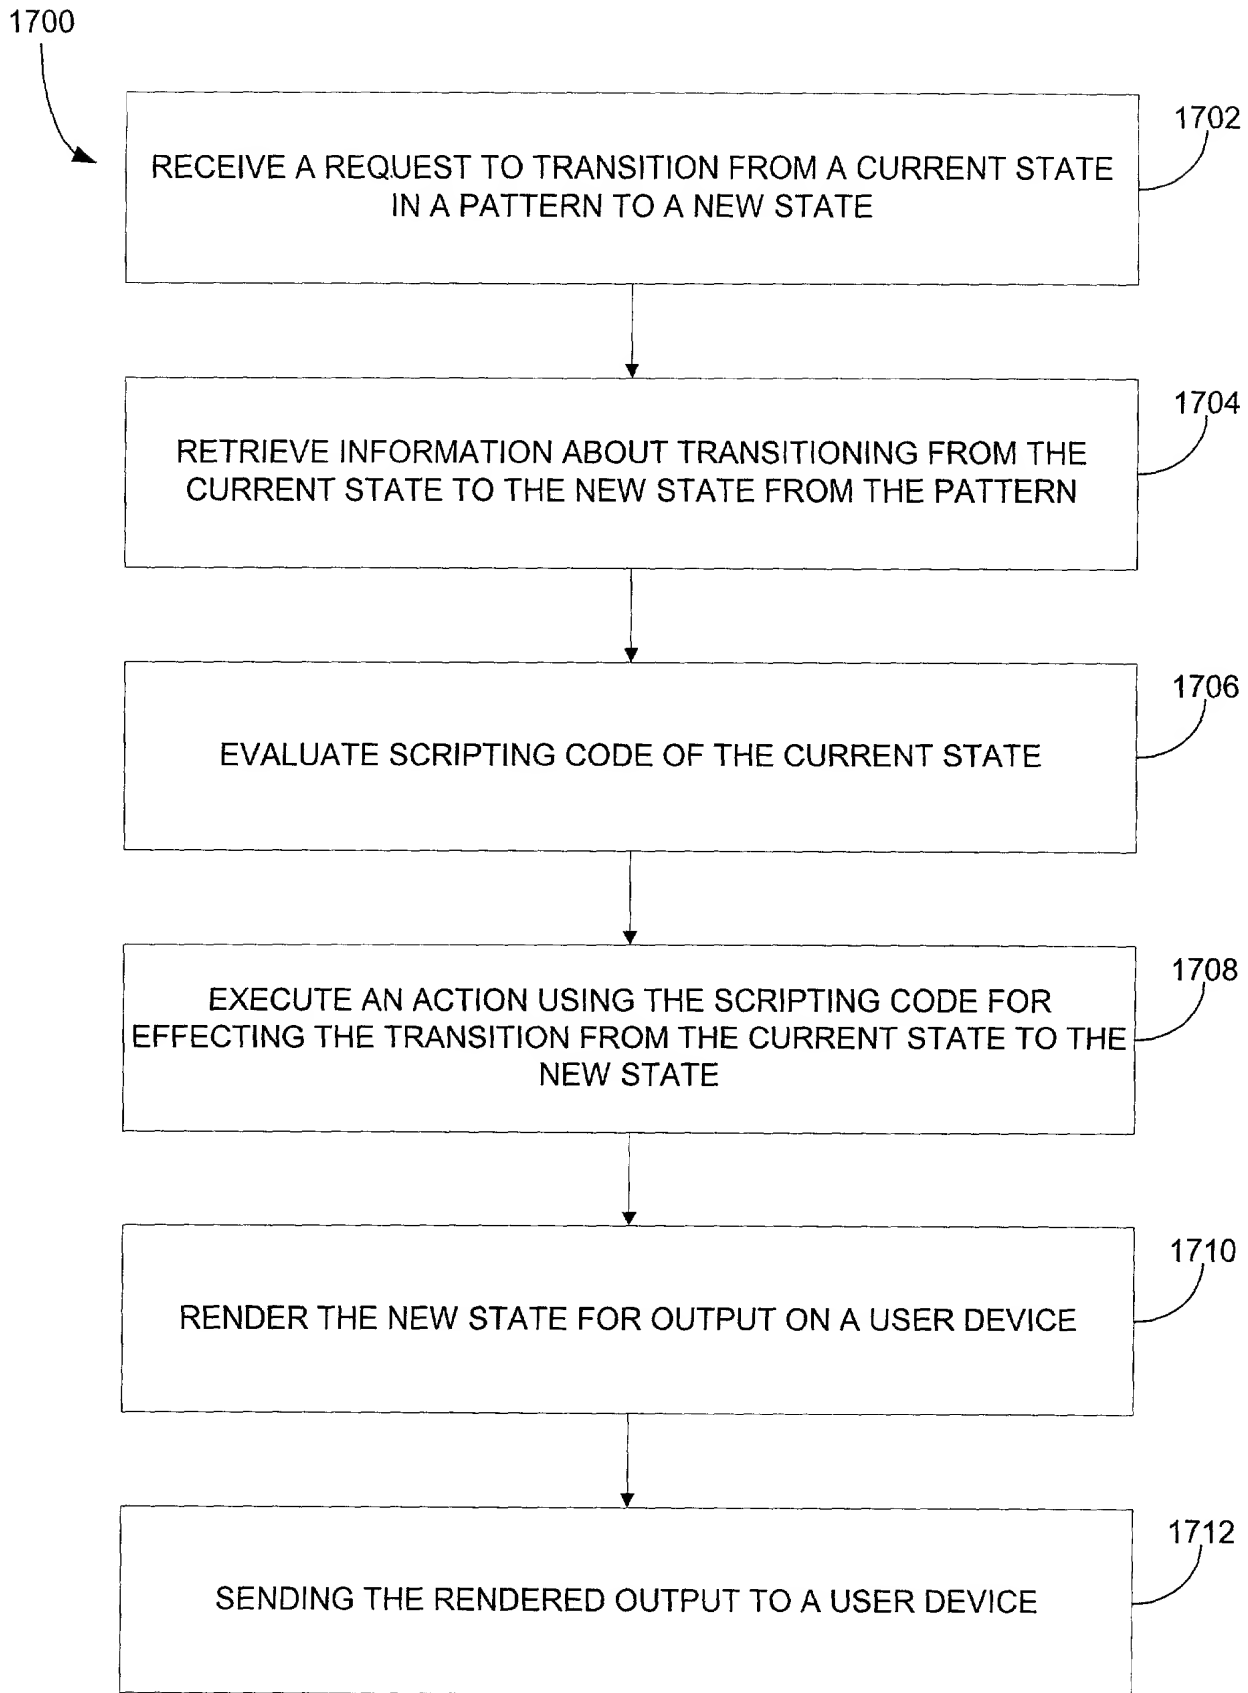 1700
1702
RECEIVE A REQUEST TO TRANSITION FROM A CURRENT STATE
IN A PATTERN TO A NEW STATE
1704
RETRIEVE INFORMATION ABOUT TRANSITIONING FROM THE
CURRENT STATE TO THE NEW STATE FROM THE PATTERN
1706
EVALUATE SCRIPTING CODE OF THE CURRENT STATE
1708
EXECUTE AN ACTION USING THE SCRIPTING CODE FOR
EFFECTING THE TRANSITION FROM THE CURRENT STATE TO THE
NEW STATE
1710
RENDER THE NEW STATE FOR OUTPUT ON A USER DEVICE
1712
SENDING THE RENDERED OUTPUT TO A USER DEVICE